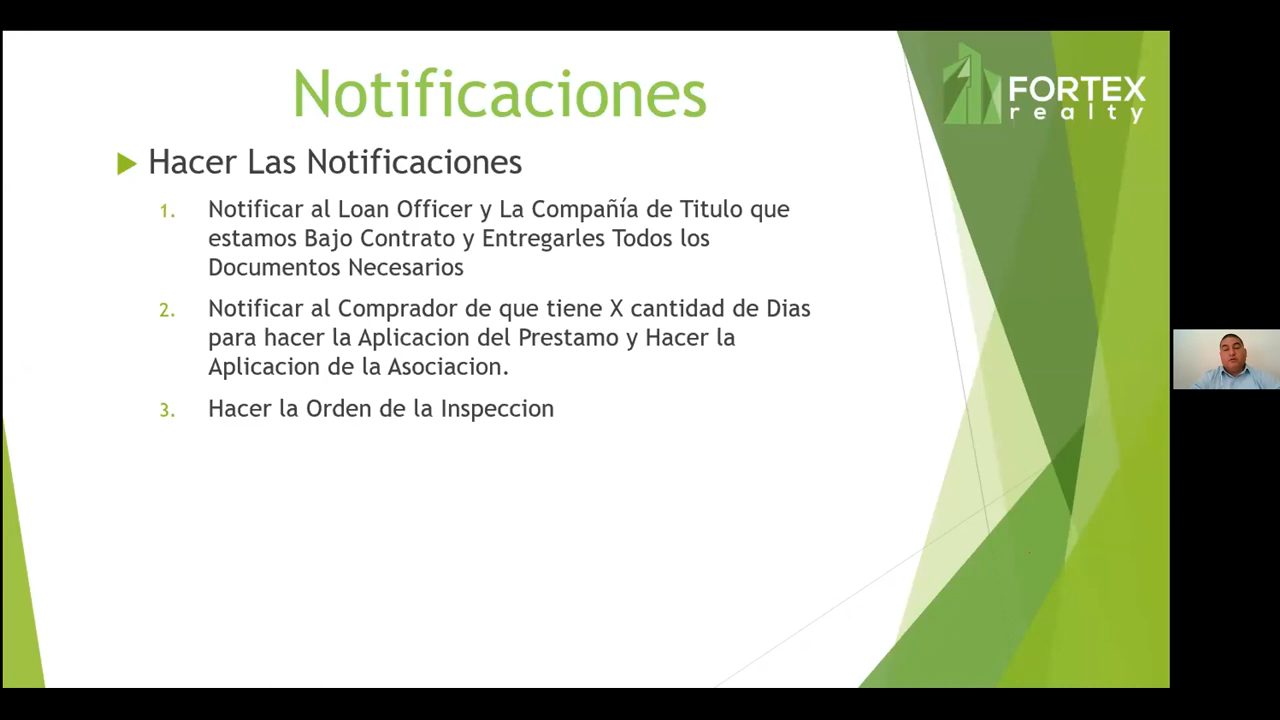 Notificaciones
FORTEX
realty
Hacer Las Notificaciones
1. Notificar al Loan Officer y La Compañía de Titulo que
estamos Bajo Contrato y Entregarles Todos los
Documentos Necesarios
2. Notificar al Comprador de que tiene X cantidad de Dias
para hacer la Aplicacion del Prestamo y Hacer la
Aplicacion de la Asociacion.
3. Hacer la Orden de la Inspeccion